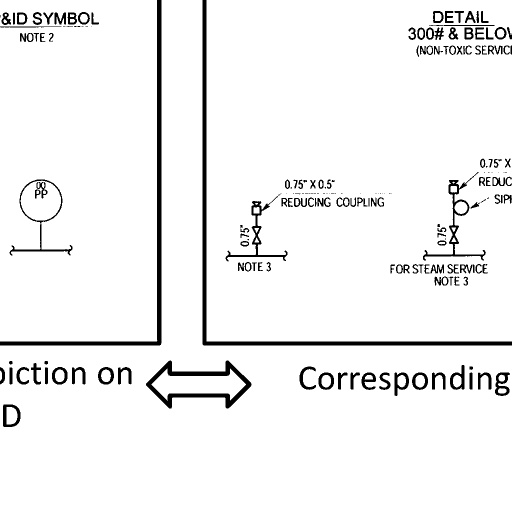 &ID SYMBOL
NOTE 2
DETAIL
300# & BELOW
(NON-TOXIC SERVICE
00
PP
0.75" X 0.5"
REDUCING COUPLING
0.75"
NOTE 3
0.75" X
REDUC
SIPH
0.75"
FOR STEAM SERVICE
NOTE 3
iction on
D
Corresponding